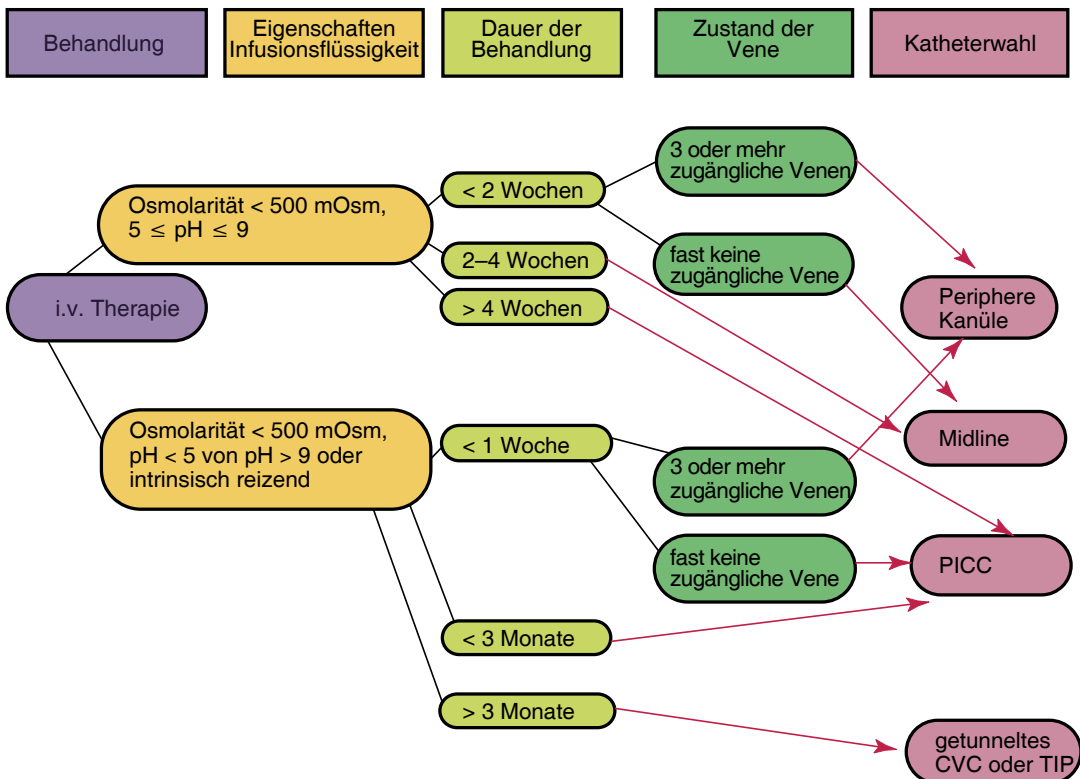 Behandlung
Eigenschaften
Infusionsflüssigkeit
Dauer der
Behandlung
Zustand der
Vene
Katheterwahl
i.v. Therapie
Osmolarität < 500 mOsm,
5 ≤ pH ≤ 9
< 2 Wochen
3 oder mehr
zugängliche Venen
fast keine
zugängliche Vene
2–4 Wochen
> 4 Wochen
Osmolarität < 500 mOsm,
pH < 5 von pH > 9 oder
intrinsisch reizend
< 1 Woche
3 oder mehr
zugängliche Venen
fast keine
zugängliche Vene
< 3 Monate
> 3 Monate
Periphere
Kanüle
Midline
PICC
getunneltes
CVC oder TIP